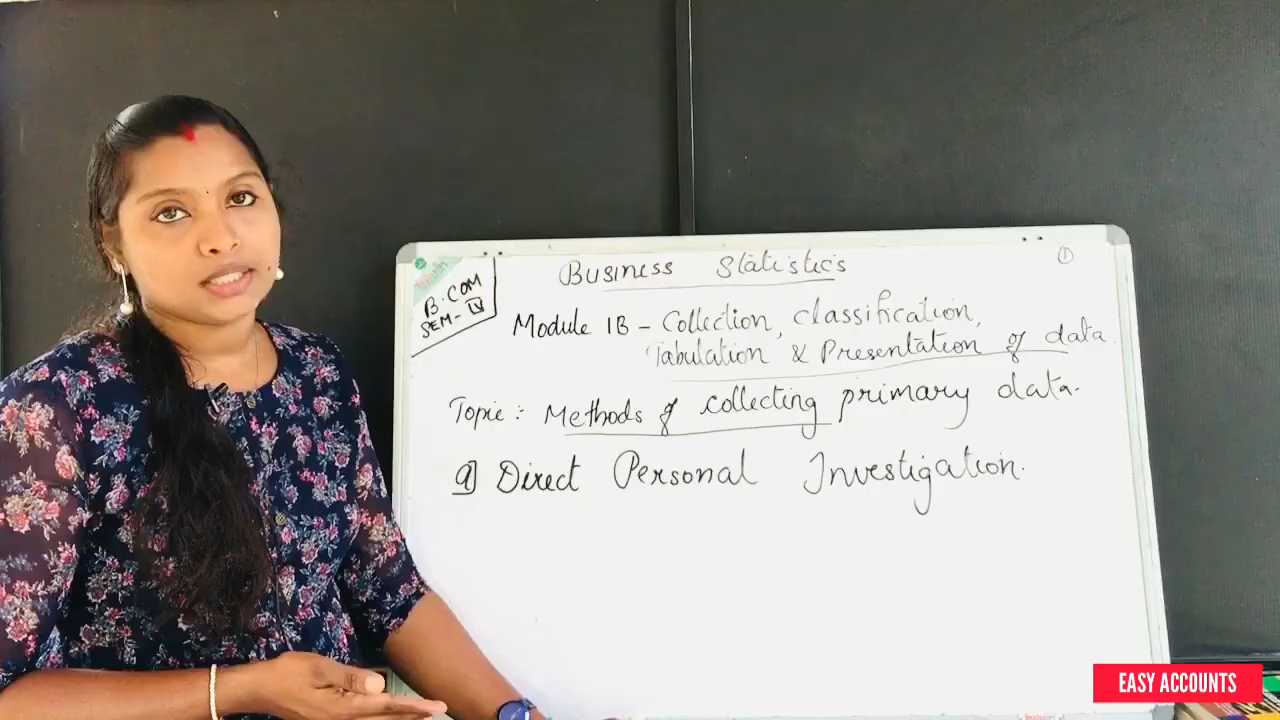 Business Statistics
①
B.COM
SEM-IV
Module 1B - Collection, classification,
Tabulation & Presentation of data.
Topic :- Methods of collecting primary data.
a] Direct Personal Investigation.
EASY ACCOUNTS